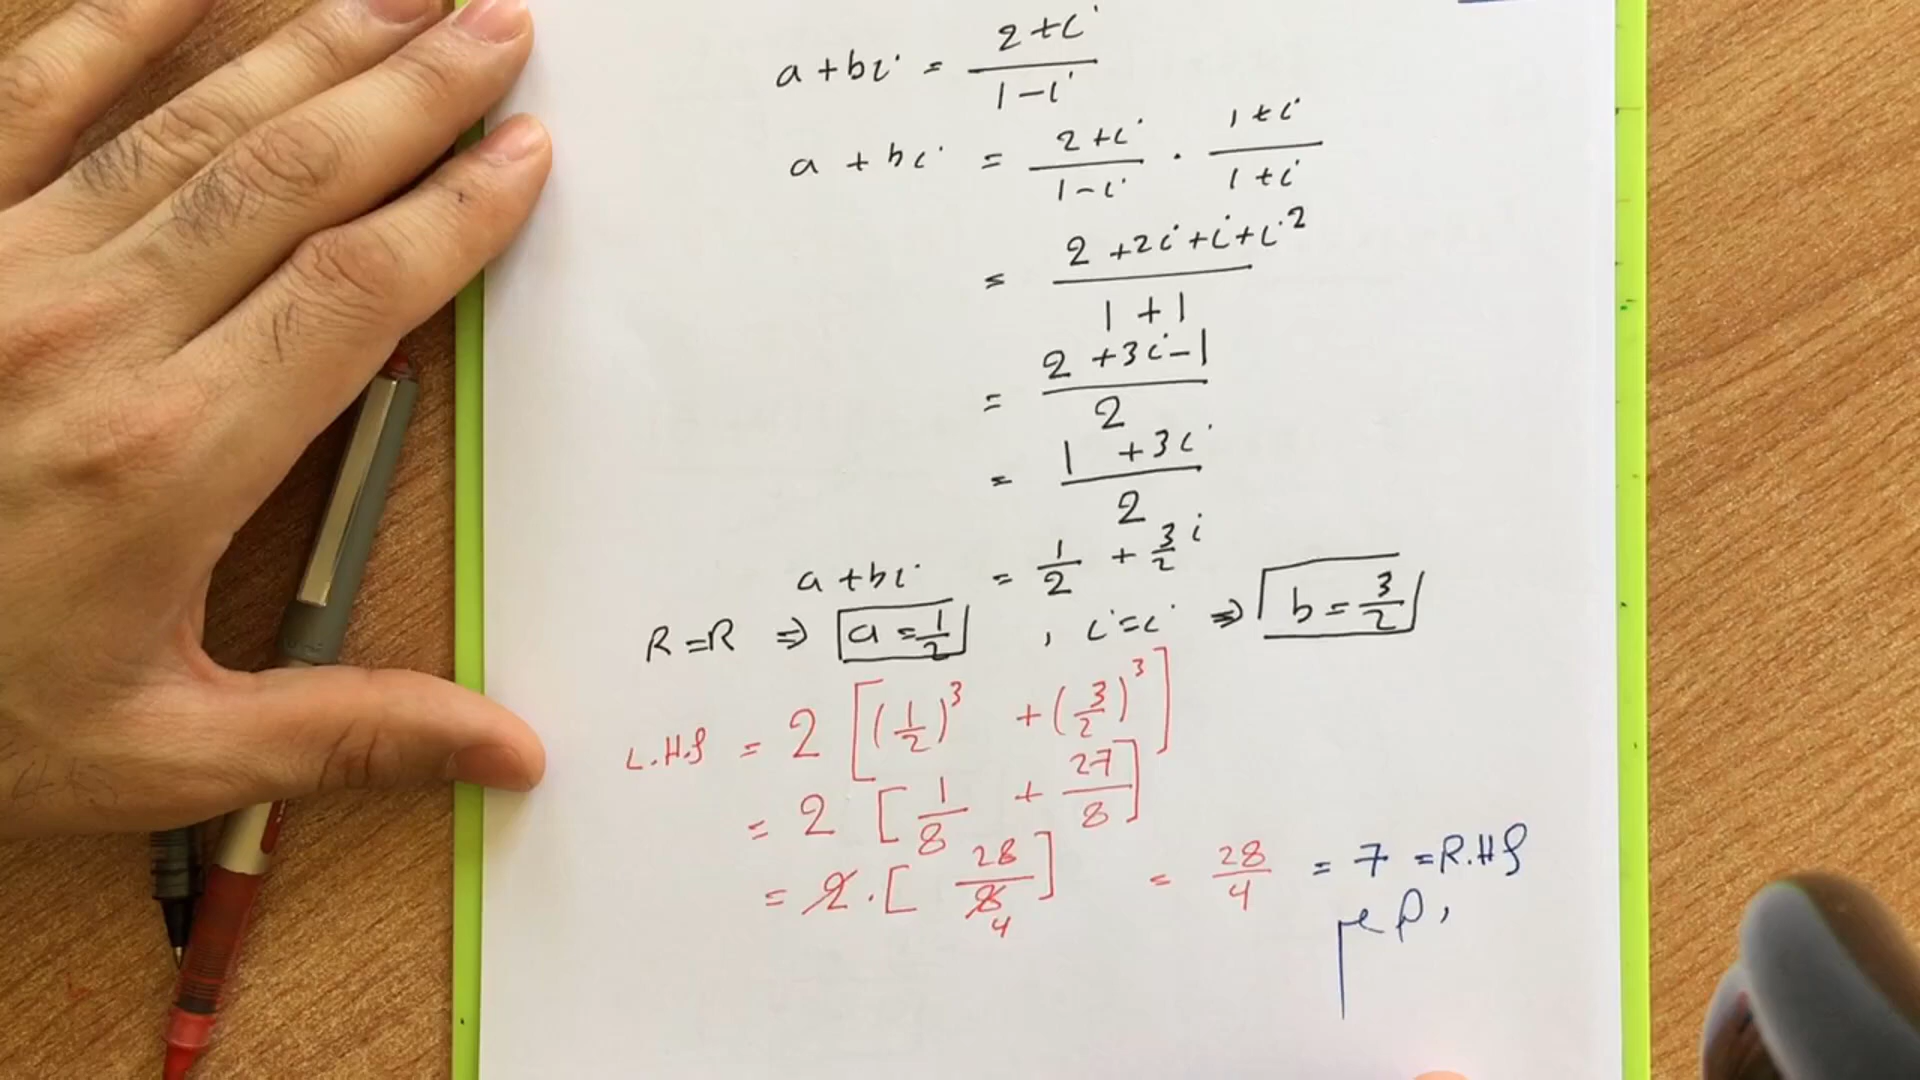 a + bi = (2+i)/(1-i)
a + bi = (2+i)/(1-i) . (1+i)/(1+i)
= (2 +2i+i+i²)/(1+1)
= (2 +3i-1)/2
= (1 +3i)/2
a + bi = 1/2 + 3/2 i
R=R ⇒ a = 1/2 , i=i ⇒ b = 3/2
L.H.S = 2 [(1/2)³ + (3/2)³]
= 2 [1/8 + 27/8]
= 2 . [28/8 4] = 28/4 = 7 = R.H.S